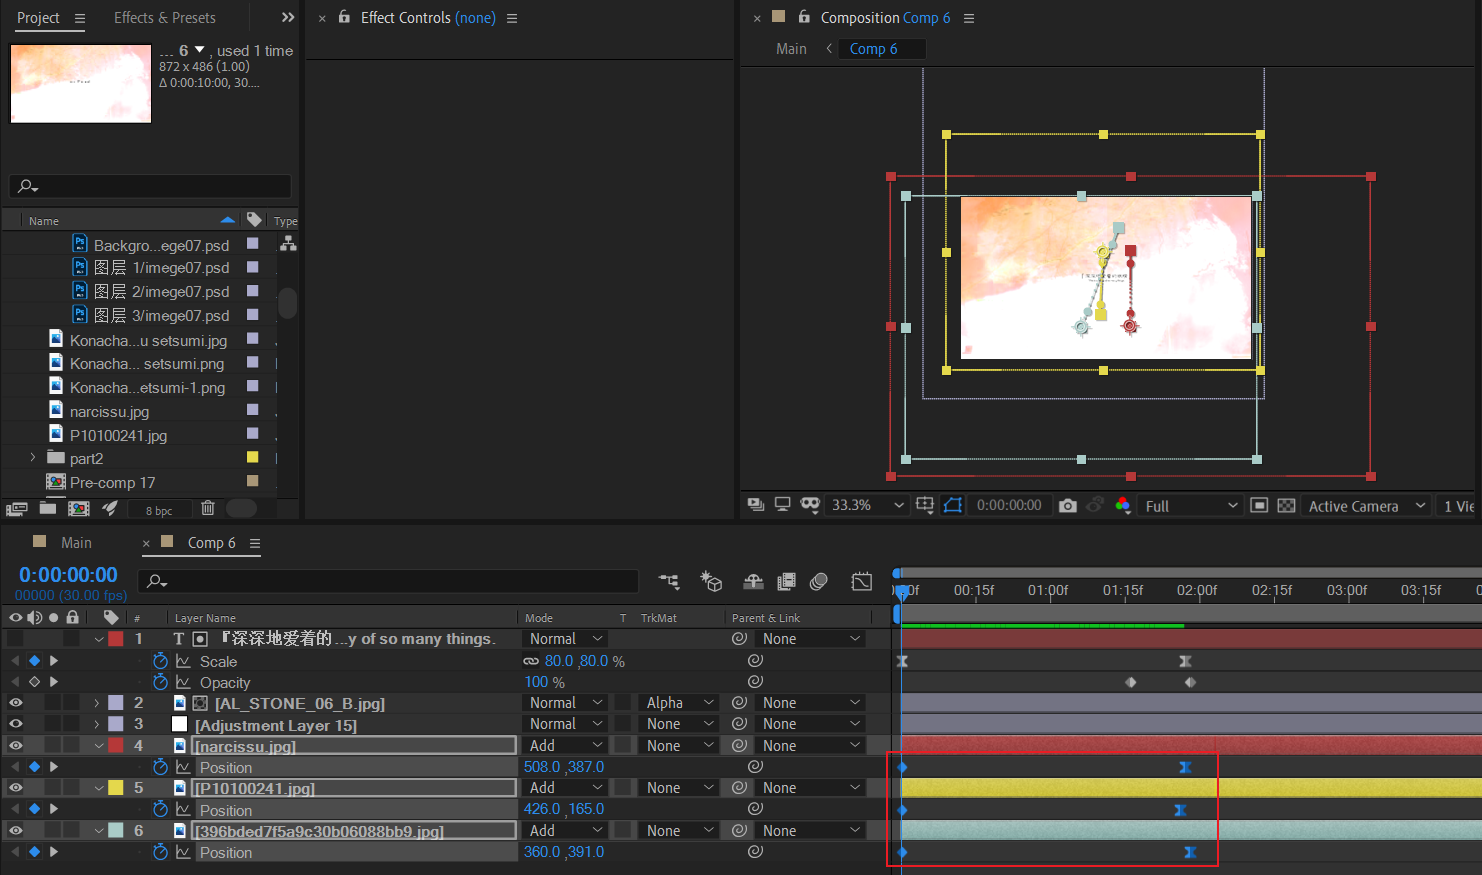 Project
Effects & Presets
Effect Controls (none)
Composition Comp 6
Main
Comp 6
... 6 , used 1 time
872 x 486 (1.00)
Δ 0:00:10:00, 30....
Name
Type
Backgro...ege07.psd
图层 1/imege07.psd
图层 2/imege07.psd
图层 3/imege07.psd
Konacha...u setsumi.jpg
Konacha... setsumi.png
Konacha...etsumi-1.png
narcissu.jpg
P10100241.jpg
part2
Pre-comp 17
8 bpc
33.3%
0:00:00:00
Full
Active Camera
1 Vie
Main
Comp 6
0:00:00:00
00000 (30.00 fps)
00f 00:15f 01:00f 01:15f 02:00f 02:15f 03:00f 03:15f
# Layer Name Mode T TrkMat Parent & Link
1 T 『深深地爱着的 ...y of so many things. Normal None
Scale 80.0 ,80.0 %
Opacity 100 %
2 [AL_STONE_06_B.jpg] Normal Alpha None
3 [Adjustment Layer 15] Normal None None
4 [narcissu.jpg] Add None None
Position 508.0 ,387.0
5 [P10100241.jpg] Add None None
Position 426.0 ,165.0
6 [396bded7f5a9c30b06088bb9.jpg] Add None None
Position 360.0 ,391.0